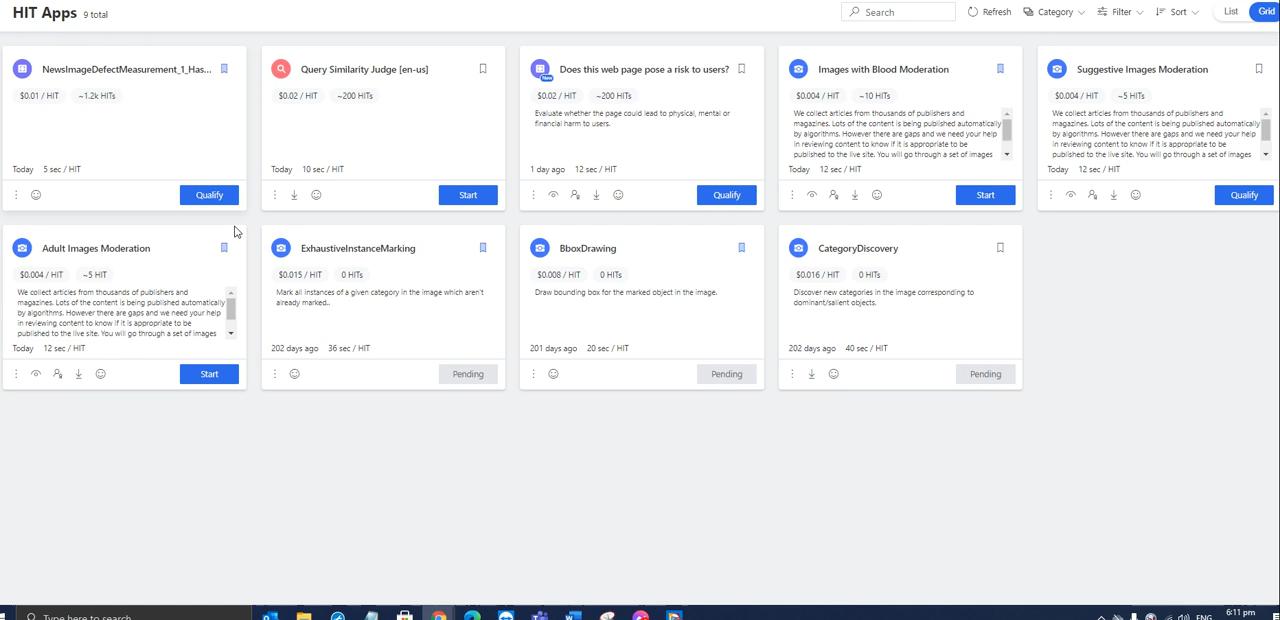 HIT Apps 9 total
Search
Refresh
Category
Filter
Sort
List
Grid
NewsImageDefectMeasurement_1_Has...
$0.01 / HIT ~1.2k HITs
Today 5 sec / HIT
Qualify
Query Similarity Judge [en-us]
$0.02 / HIT ~200 HITs
Today 10 sec / HIT
Start
New
Does this web page pose a risk to users?
$0.02 / HIT ~200 HITs
Evaluate whether the page could lead to physical, mental or
financial harm to users.
1 day ago 12 sec / HIT
Qualify
Images with Blood Moderation
$0.004 / HIT ~10 HITs
We collect articles from thousands of publishers and
magazines. Lots of the content is being published automatically
by algorithms. However there are gaps and we need your help
in reviewing content to know if it is appropriate to be
published to the live site. You will go through a set of images
Today 12 sec / HIT
Start
Suggestive Images Moderation
$0.004 / HIT ~5 HITs
We collect articles from thousands of publishers and
magazines. Lots of the content is being published automatically
by algorithms. However there are gaps and we need your help
in reviewing content to know if it is appropriate to be
published to the live site. You will go through a set of images
Today 12 sec / HIT
Qualify
Adult Images Moderation
$0.004 / HIT ~5 HIT
We collect articles from thousands of publishers and
magazines. Lots of the content is being published automatically
by algorithms. However there are gaps and we need your help
in reviewing content to know if it is appropriate to be
published to the live site. You will go through a set of images
Today 12 sec / HIT
Start
ExhaustiveInstanceMarking
$0.015 / HIT 0 HITs
Mark all instances of a given category in the image which aren't
already marked..
202 days ago 36 sec / HIT
Pending
BboxDrawing
$0.008 / HIT 0 HITs
Draw bounding box for the marked object in the image.
201 days ago 20 sec / HIT
Pending
CategoryDiscovery
$0.016 / HIT 0 HITs
Discover new categories in the image corresponding to
dominant/salient objects.
202 days ago 40 sec / HIT
Pending
Type here to search
ENG
6:11 pm